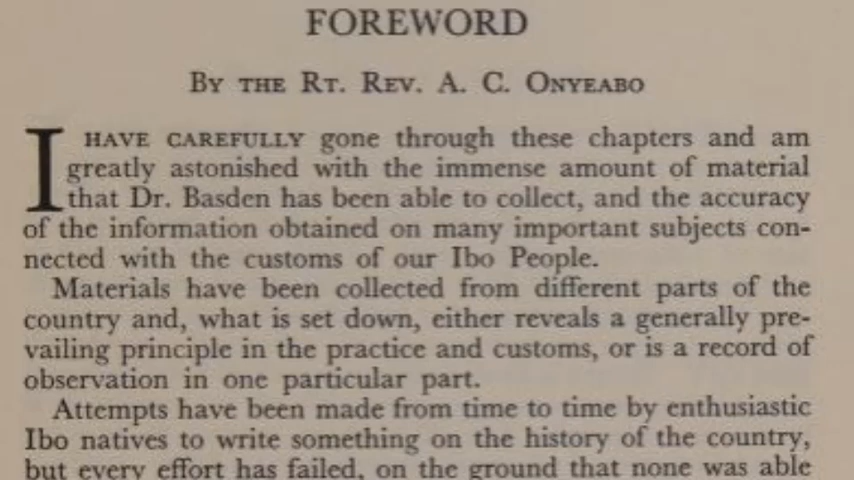 FOREWORD
By the Rt. Rev. A. C. Onyeabo
I have carefully gone through these chapters and am
greatly astonished with the immense amount of material
that Dr. Basden has been able to collect, and the accuracy
of the information obtained on many important subjects con-
nected with the customs of our Ibo People.
Materials have been collected from different parts of the
country and, what is set down, either reveals a generally pre-
vailing principle in the practice and customs, or is a record of
observation in one particular part.
Attempts have been made from time to time by enthusiastic
Ibo natives to write something on the history of the country,
but every effort has failed, on the ground that none was able